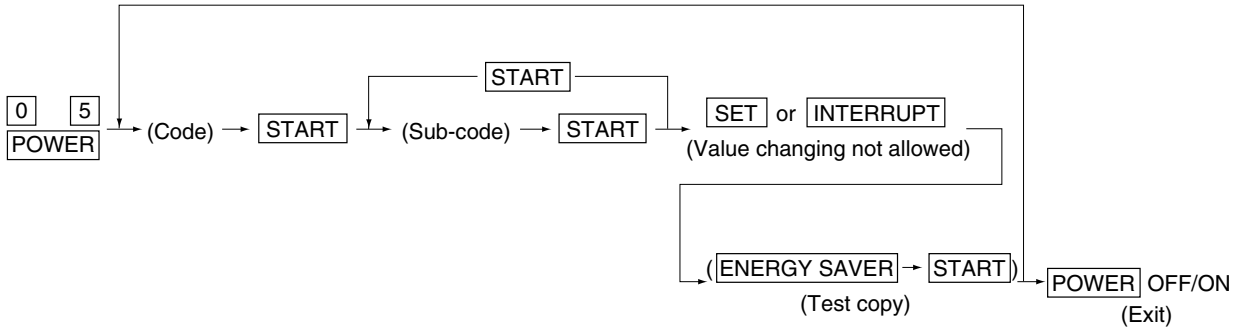 START
0 5
POWER
(Code)
START
(Sub-code)
START
SET or INTERRUPT
(Value changing not allowed)
(ENERGY SAVER START)
(Test copy)
POWER OFF/ON
(Exit)